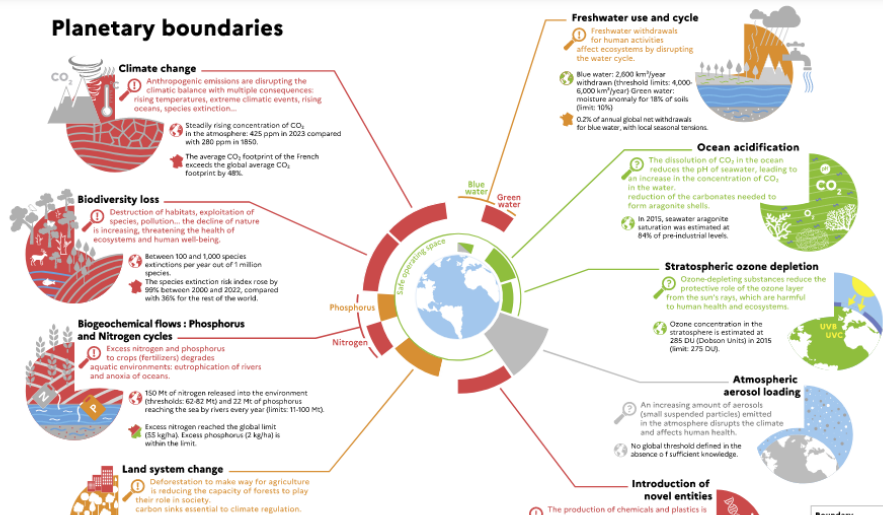 Planetary boundaries
Climate change
CO₂
Anthropogenic emissions are disrupting the
climatic balance with multiple consequences:
rising temperatures, extreme climatic events, rising
oceans, species extinction...
Steadily rising concentration of CO₂
in the atmosphere: 425 ppm in 2023 compared
with 280 ppm in 1850.
The average CO₂ footprint of the French
exceeds the global average CO₂
footprint by 48%.
Biodiversity loss
Destruction of habitats, exploitation of
species, pollution... the decline of nature
is increasing, threatening the health of
ecosystems and human well-being.
Between 100 and 1,000 species
extinctions per year out of 1 million
species.
The species extinction risk index rose by
99% between 2000 and 2022, compared
with 36% for the rest of the world.
Biogeochemical flows : Phosphorus
and Nitrogen cycles
Excess nitrogen and phosphorus
to crops (fertilizers) degrades
aquatic environments: eutrophication of rivers
and anoxia of oceans.
N
P
150 Mt of nitrogen released into the environment
(thresholds: 62-82 Mt) and 22 Mt of phosphorus
reaching the sea by rivers every year (limits: 11-100 Mt).
Excess nitrogen reached the global limit
(55 kg/ha). Excess phosphorus (2 kg/ha) is
within the limit.
Land system change
Deforestation to make way for agriculture
is reducing the capacity of forests to play
their role in society.
carbon sinks essential to climate regulation.
Blue
water
Green
water
Safe operating space
Phosphorus
Nitrogen
Freshwater use and cycle
Freshwater withdrawals
for human activities
affect ecosystems by disrupting
the water cycle.
Blue water: 2,600 km³/year
withdrawn (threshold limits: 4,000-
6,000 km³/year) Green water:
moisture anomaly for 18% of soils
(limit: 10%)
0.2% of annual global net withdrawals
for blue water, with local seasonal tensions.
Ocean acidification
The dissolution of CO₂ in the ocean
reduces the pH of seawater, leading to
an increase in the concentration of CO₂
in the water.
reduction of the carbonates needed to
form aragonite shells.
In 2015, seawater aragonite
saturation was estimated at
84% of pre-industrial levels.
pH
CO₂
O₂
Stratospheric ozone depletion
Ozone-depleting substances reduce the
protective role of the ozone layer
from the sun's rays, which are harmful
to human health and ecosystems.
Ozone concentration in the
stratosphere is estimated at
285 DU (Dobson Units) in 2015
(limit: 275 DU).
UVB
UVC
Atmospheric
aerosol loading
An increasing amount of aerosols
(small suspended particles) emitted
in the atmosphere disrupts the climate
and affects human health.
No global threshold defined in the
absence o f sufficient knowledge.
Introduction of
novel entities
The production of chemicals and plastics is
Boundary